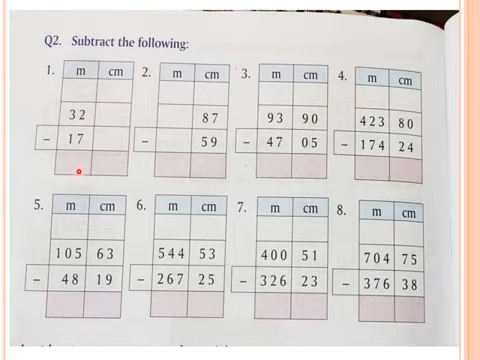 Q2. Subtract the following:
1. m cm 2. m cm 3. m cm 4. m cm
32 87 93 90 423 80
– 17 – 59 – 47 05 – 174 24
5. m cm 6. m cm 7. m cm 8. m cm
105 63 544 53 400 51 704 75
– 48 19 – 267 25 – 326 23 – 376 38